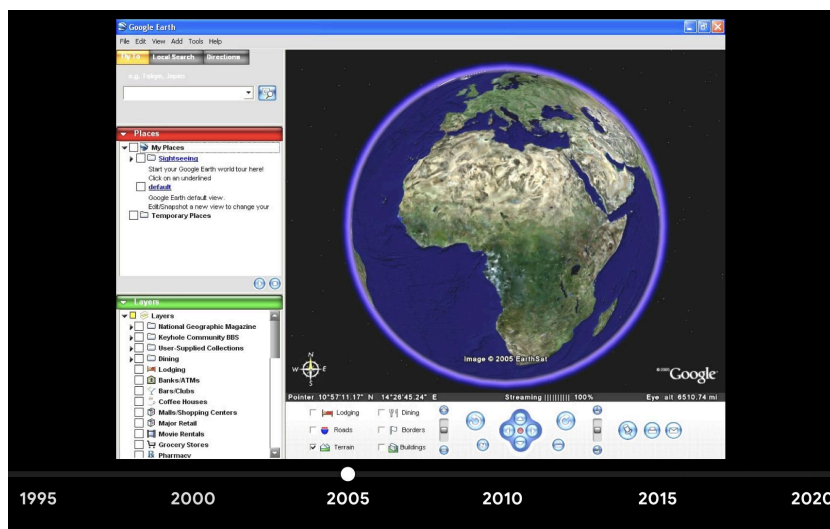 Google Earth
File Edit View Add Tools Help
Fly To Local Search Directions
e.g. Tokyo, Japan
Places
My Places
Sightseeing
Start your Google Earth world tour here!
Click on an underlined
default
Google Earth default view.
Edit/Snapshot a new view to change your
Temporary Places
Layers
Layers
National Geographic Magazine
Keyhole Community BBS
User-Supplied Collections
Dining
Lodging
Banks/ATMs
Bars/Clubs
Coffee Houses
Malls/Shopping Centers
Major Retail
Movie Rentals
Grocery Stores
Pharmacy
N
W E
S
Image © 2005 EarthSat
© 2005 Google
Pointer 10°57'11.17" N 14°26'45.24" E Streaming |||||||||| 100% Eye alt 6510.74 mi
Lodging Dining
Roads Borders
Terrain Buildings
1995 2000 2005 2010 2015 2020